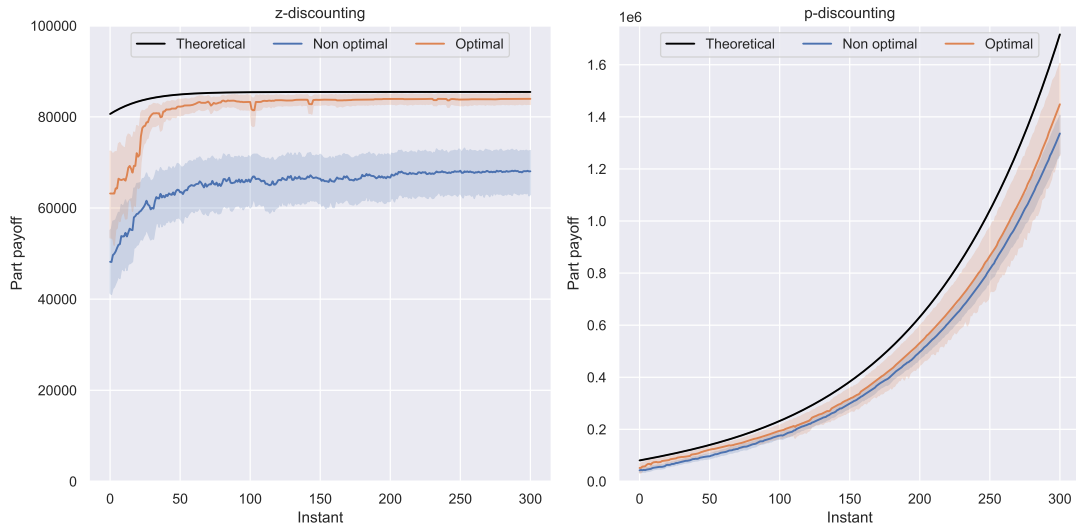 z-discounting
Theoretical Non optimal Optimal
100000
80000
60000
40000
20000
0
Part payoff
0 50 100 150 200 250 300
Instant
p-discounting
1e6
Theoretical Non optimal Optimal
1.6
1.4
1.2
1.0
0.8
0.6
0.4
0.2
0.0
Part payoff
0 50 100 150 200 250 300
Instant